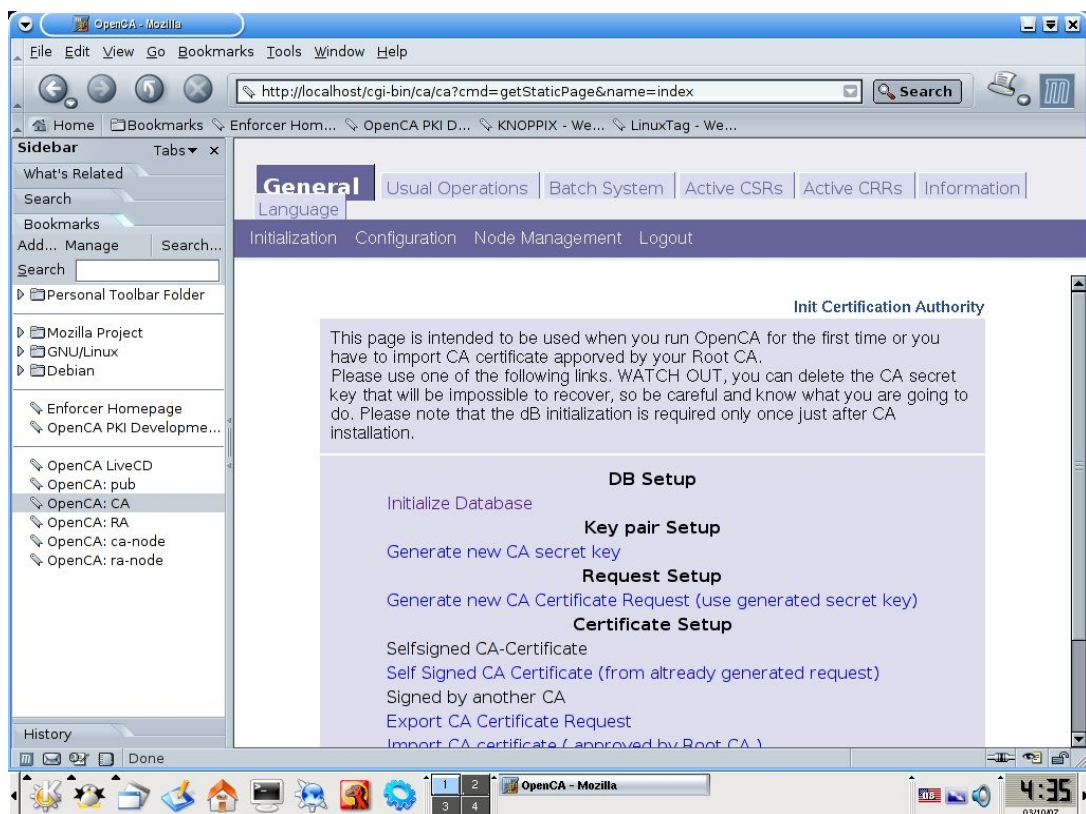 OpenCA - Mozilla
File Edit View Go Bookmarks Tools Window Help
http://localhost/cgi-bin/ca/ca?cmd=getStaticPage&name=index
Search
Home Bookmarks Enforcer Hom... OpenCA PKI D... KNOPPIX - We... LinuxTag - We...
Sidebar Tabs x
What's Related
Search
Bookmarks
Add... Manage Search...
Search
Personal Toolbar Folder
Mozilla Project
GNU/Linux
Debian
Enforcer Homepage
OpenCA PKI Developme...
OpenCA LiveCD
OpenCA: pub
OpenCA: CA
OpenCA: RA
OpenCA: ca-node
OpenCA: ra-node
History
General Usual Operations Batch System Active CSRs Active CRRs Information
Language
Initialization Configuration Node Management Logout
Init Certification Authority
This page is intended to be used when you run OpenCA for the first time or you
have to import CA certificate apporved by your Root CA.
Please use one of the following links. WATCH OUT, you can delete the CA secret
key that will be impossible to recover, so be careful and know what you are going to
do. Please note that the dB initialization is required only once just after CA
installation.
DB Setup
Initialize Database
Key pair Setup
Generate new CA secret key
Request Setup
Generate new CA Certificate Request (use generated secret key)
Certificate Setup
Selfsigned CA-Certificate
Self Signed CA Certificate (from altready generated request)
Signed by another CA
Export CA Certificate Request
Import CA certificate ( approved by Root CA )
Done
1 2
3 4
OpenCA - Mozilla
US
4:35
03/10/07